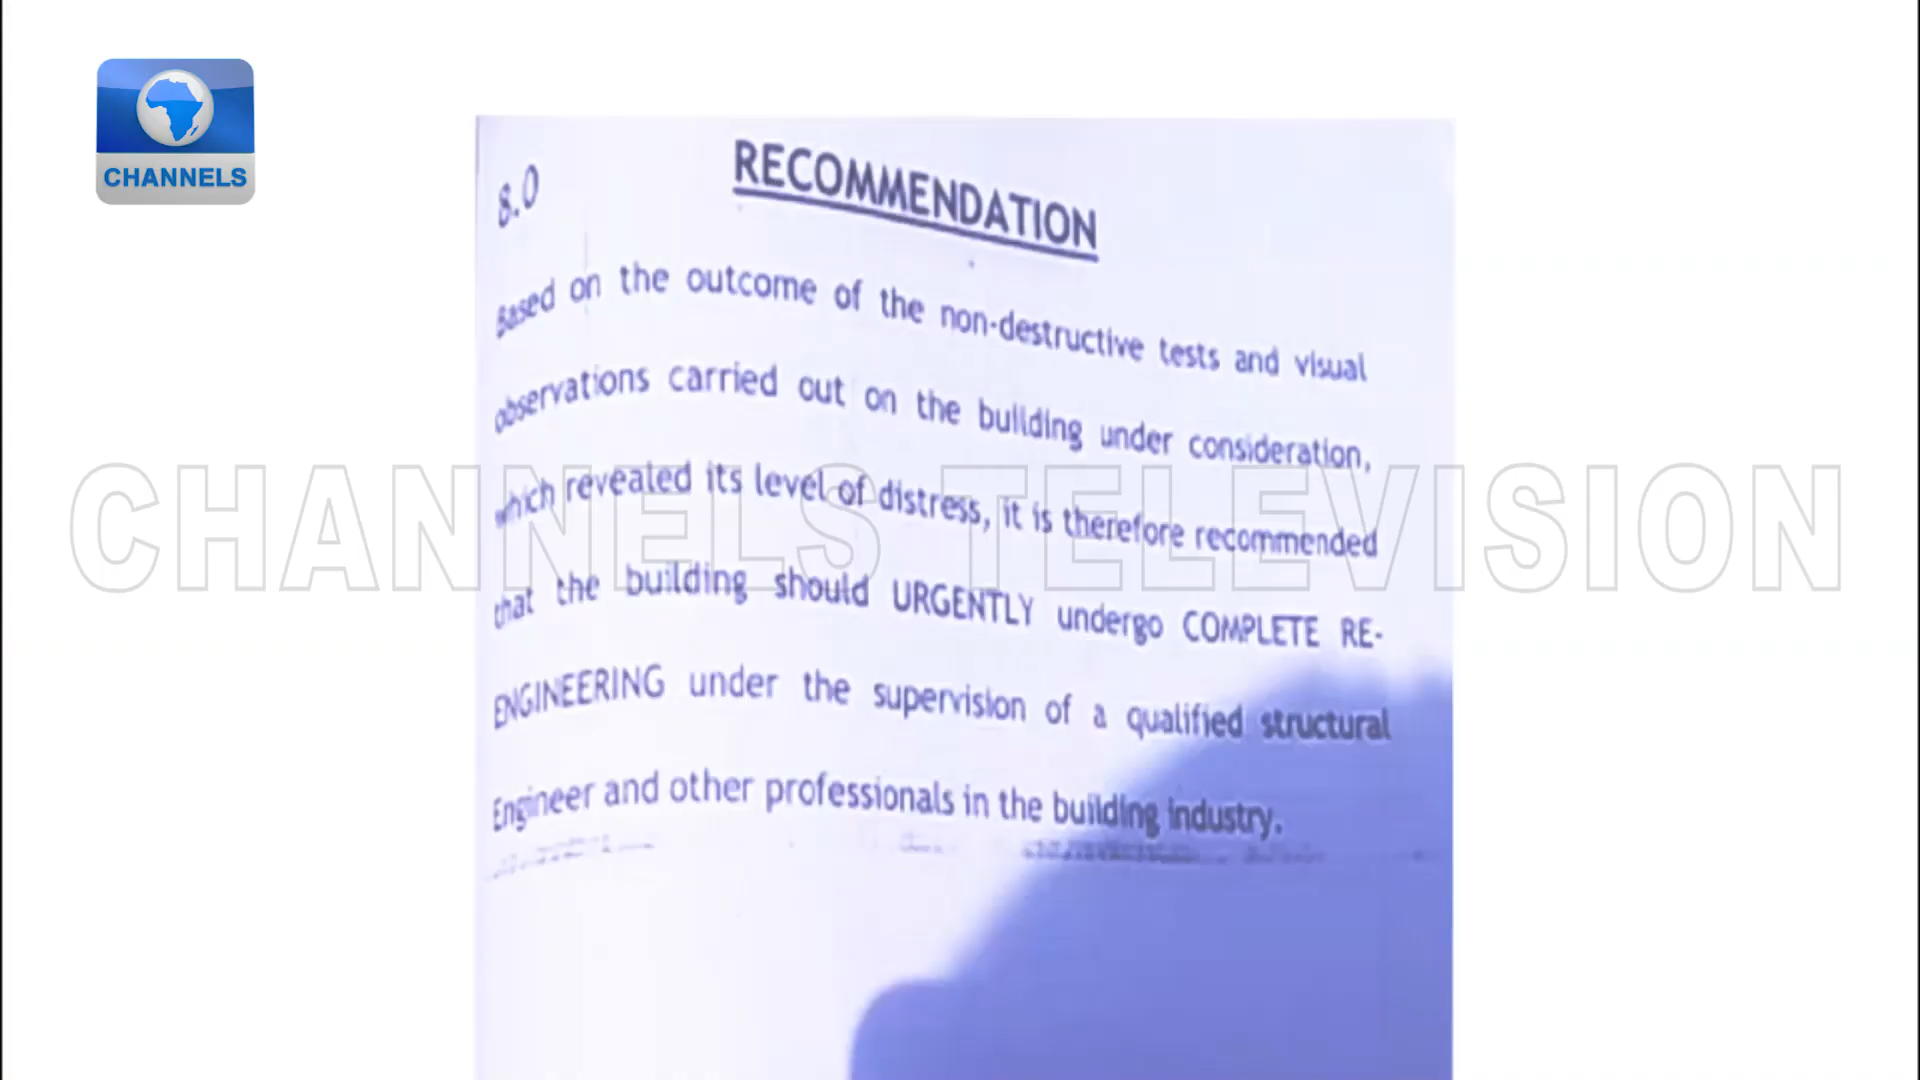 CHANNELS
8.0
RECOMMENDATION
Based on the outcome of the non-destructive tests and visual
observations carried out on the building under consideration,
which revealed its level of distress, it is therefore recommended
that the building should URGENTLY undergo COMPLETE RE-
ENGINEERING under the supervision of a qualified structural
Engineer and other professionals in the building industry.
CHANNELS TELEVISION